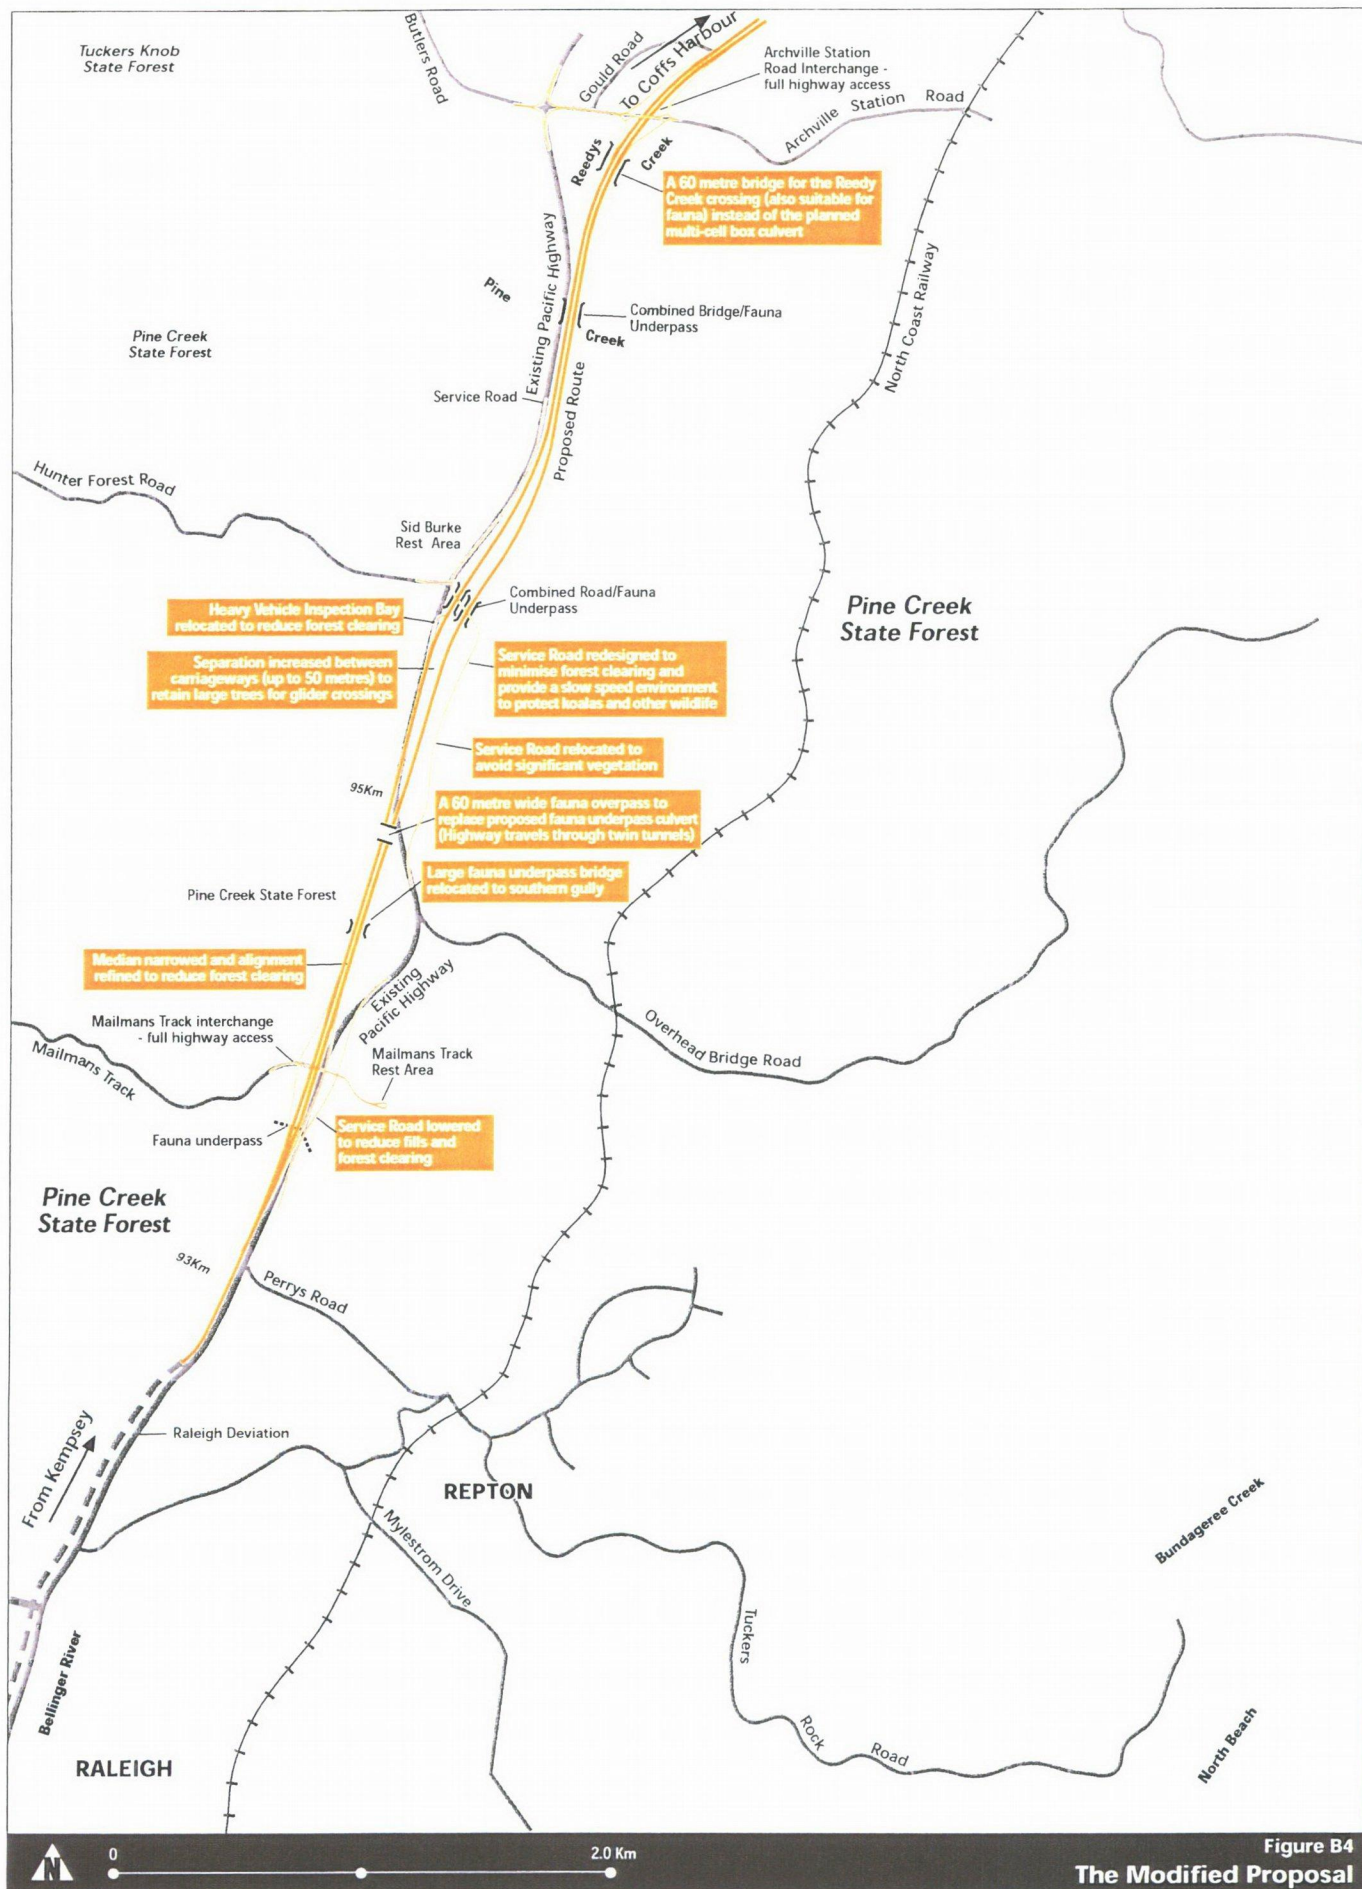 Tuckers Knob
State Forest
Butlers Road
Gould Road
To Coffs Harbour
Archville Station
Road Interchange -
full highway access
Archville Station Road
Reedys
Creek
A 60 metre bridge for the Reedy
Creek crossing (also suitable for
fauna) instead of the planned
multi-cell box culvert
Existing Pacific Highway
North Coast Railway
Pine
Creek
Combined Bridge/Fauna
Underpass
Pine Creek
State Forest
Service Road
Proposed Route
Hunter Forest Road
Sid Burke
Rest Area
Combined Road/Fauna
Underpass
Pine Creek
State Forest
Heavy Vehicle Inspection Bay
relocated to reduce forest clearing
Separation increased between
carriageways (up to 50 metres) to
retain large trees for glider crossings
Service Road redesigned to
minimise forest clearing and
provide a slow speed environment
to protect koalas and other wildlife
Service Road relocated to
avoid significant vegetation
95Km
A 60 metre wide fauna overpass to
replace proposed fauna underpass culvert
(Highway travels through twin tunnels)
Large fauna underpass bridge
relocated to southern gully
Pine Creek State Forest
Median narrowed and alignment
refined to reduce forest clearing
Existing
Pacific Highway
Mailmans Track interchange
- full highway access
Mailmans Track
Overhead Bridge Road
Mailmans Track
Rest Area
Fauna underpass
Service Road lowered
to reduce fills and
forest clearing
Pine Creek
State Forest
93Km
Perrys Road
From Kempsey
Raleigh Deviation
REPTON
Mylestrom Drive
Bundageree Creek
Tuckers
Rock
Road
Bellinger River
North Beach
RALEIGH
N
0
2.0 Km
Figure B4
The Modified Proposal